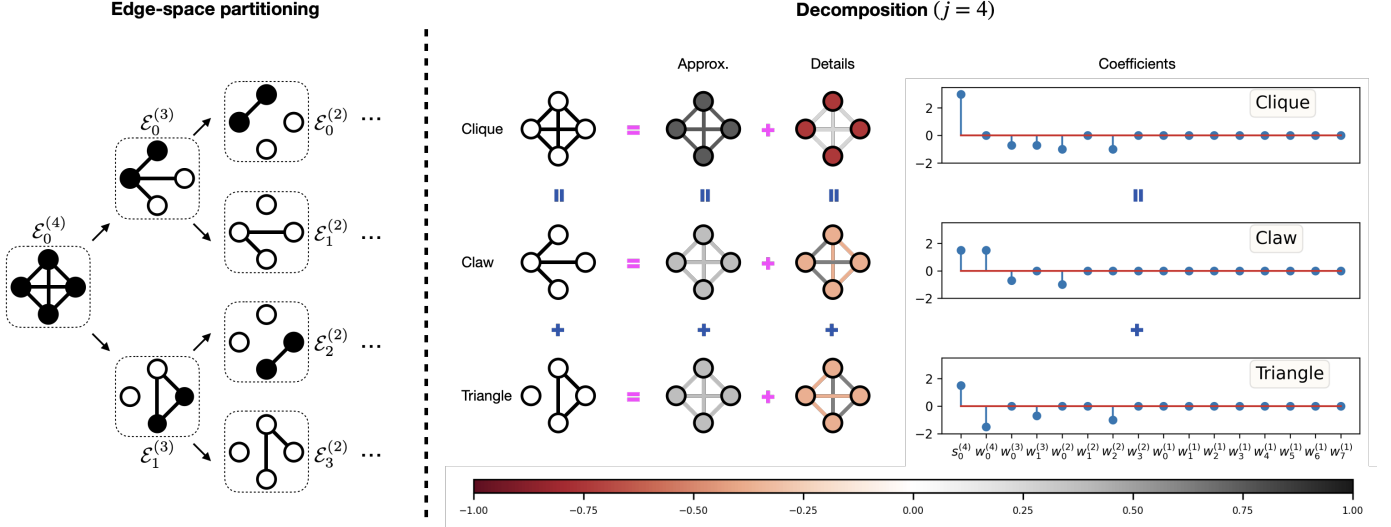 Edge-space partitioning
ℰ₀⁽⁴⁾
ℰ₀⁽³⁾
ℰ₁⁽³⁾
ℰ₀⁽²⁾ ...
ℰ₁⁽²⁾ ...
ℰ₂⁽²⁾ ...
ℰ₃⁽²⁾ ...
Decomposition (j = 4)
Approx. Details Coefficients
Clique = +
= = = =
Claw = +
+ + + +
Triangle = +
Clique
2
0
−2
Claw
2
0
−2
Triangle
2
0
−2
s₀⁽⁴⁾ w₀⁽⁴⁾ w₀⁽³⁾ w₁⁽³⁾ w₀⁽²⁾ w₁⁽²⁾ w₂⁽²⁾ w₃⁽²⁾ w₀⁽¹⁾ w₁⁽¹⁾ w₂⁽¹⁾ w₃⁽¹⁾ w₄⁽¹⁾ w₅⁽¹⁾ w₆⁽¹⁾ w₇⁽¹⁾
−1.00 −0.75 −0.50 −0.25 0.00 0.25 0.50 0.75 1.00